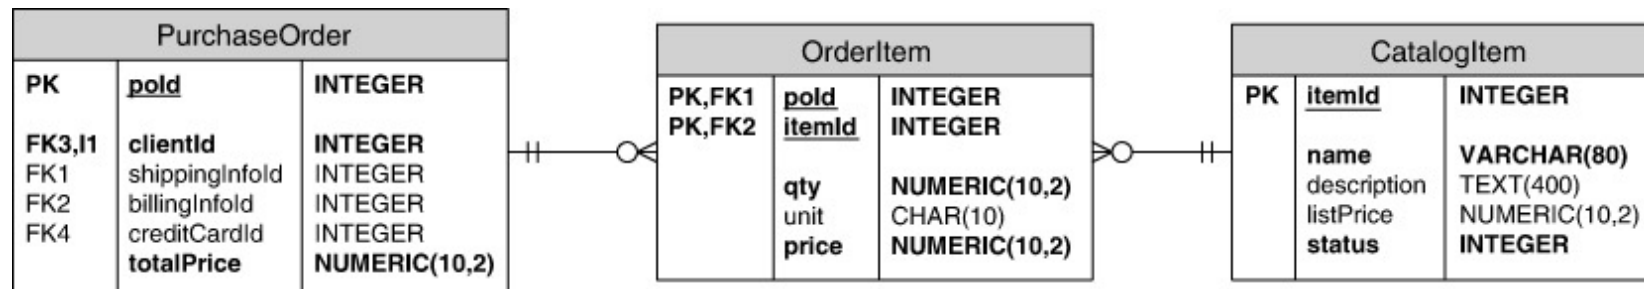 PurchaseOrder
PK poId INTEGER
FK3,I1 clientId INTEGER
FK1 shippingInfoId INTEGER
FK2 billingInfoId INTEGER
FK4 creditCardId INTEGER
totalPrice NUMERIC(10,2)
OrderItem
PK,FK1 poId INTEGER
PK,FK2 itemId INTEGER
qty NUMERIC(10,2)
unit CHAR(10)
price NUMERIC(10,2)
CatalogItem
PK itemId INTEGER
name VARCHAR(80)
description TEXT(400)
listPrice NUMERIC(10,2)
status INTEGER